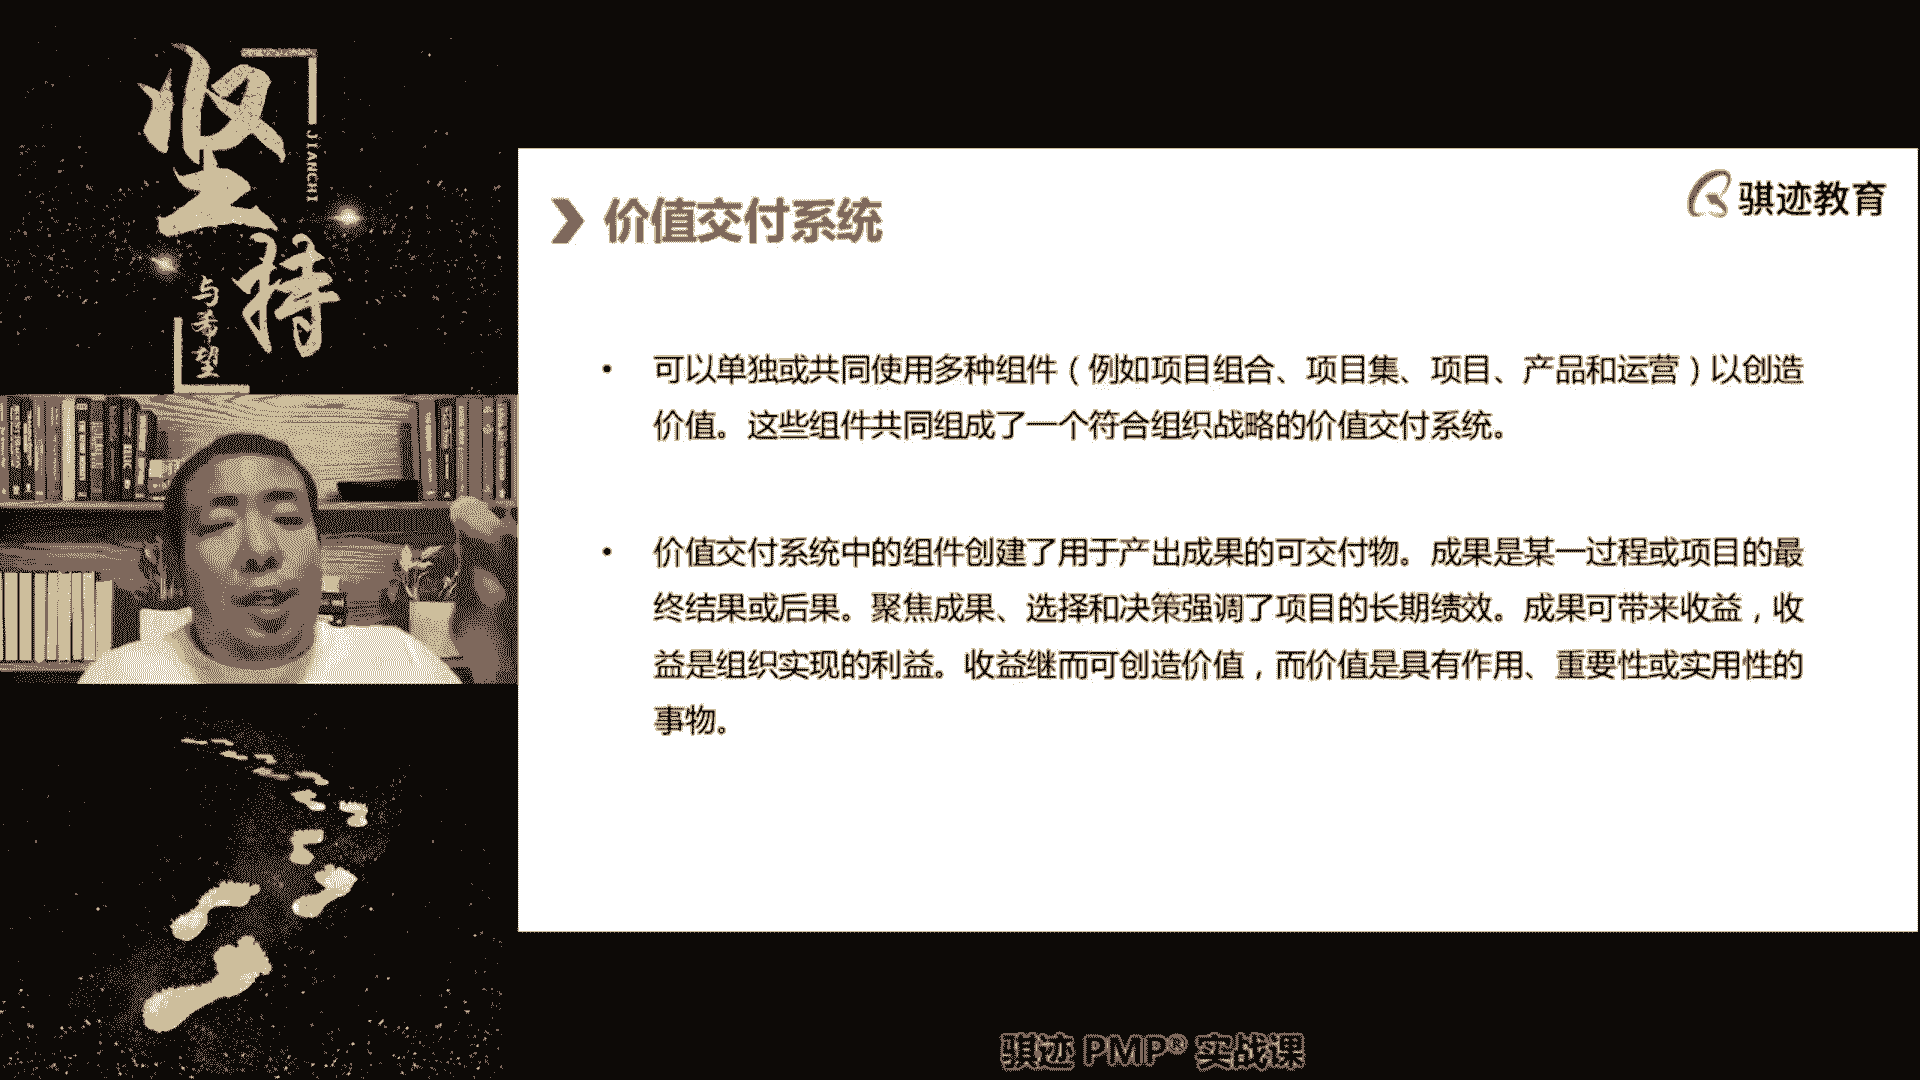 坚持
JIANCHI
与希望
骐迹教育
价值交付系统
• 可以单独或共同使用多种组件（例如项目组合、项目集、项目、产品和运营）以创造
价值。这些组件共同组成了一个符合组织战略的价值交付系统。
• 价值交付系统中的组件创建了用于产出成果的可交付物。成果是某一过程或项目的最
终结果或后果。聚焦成果、选择和决策强调了项目的长期绩效。成果可带来收益，收
益是组织实现的利益。收益继而可创造价值，而价值是具有作用、重要性或实用性的
事物。
骐迹 PMP® 实战课